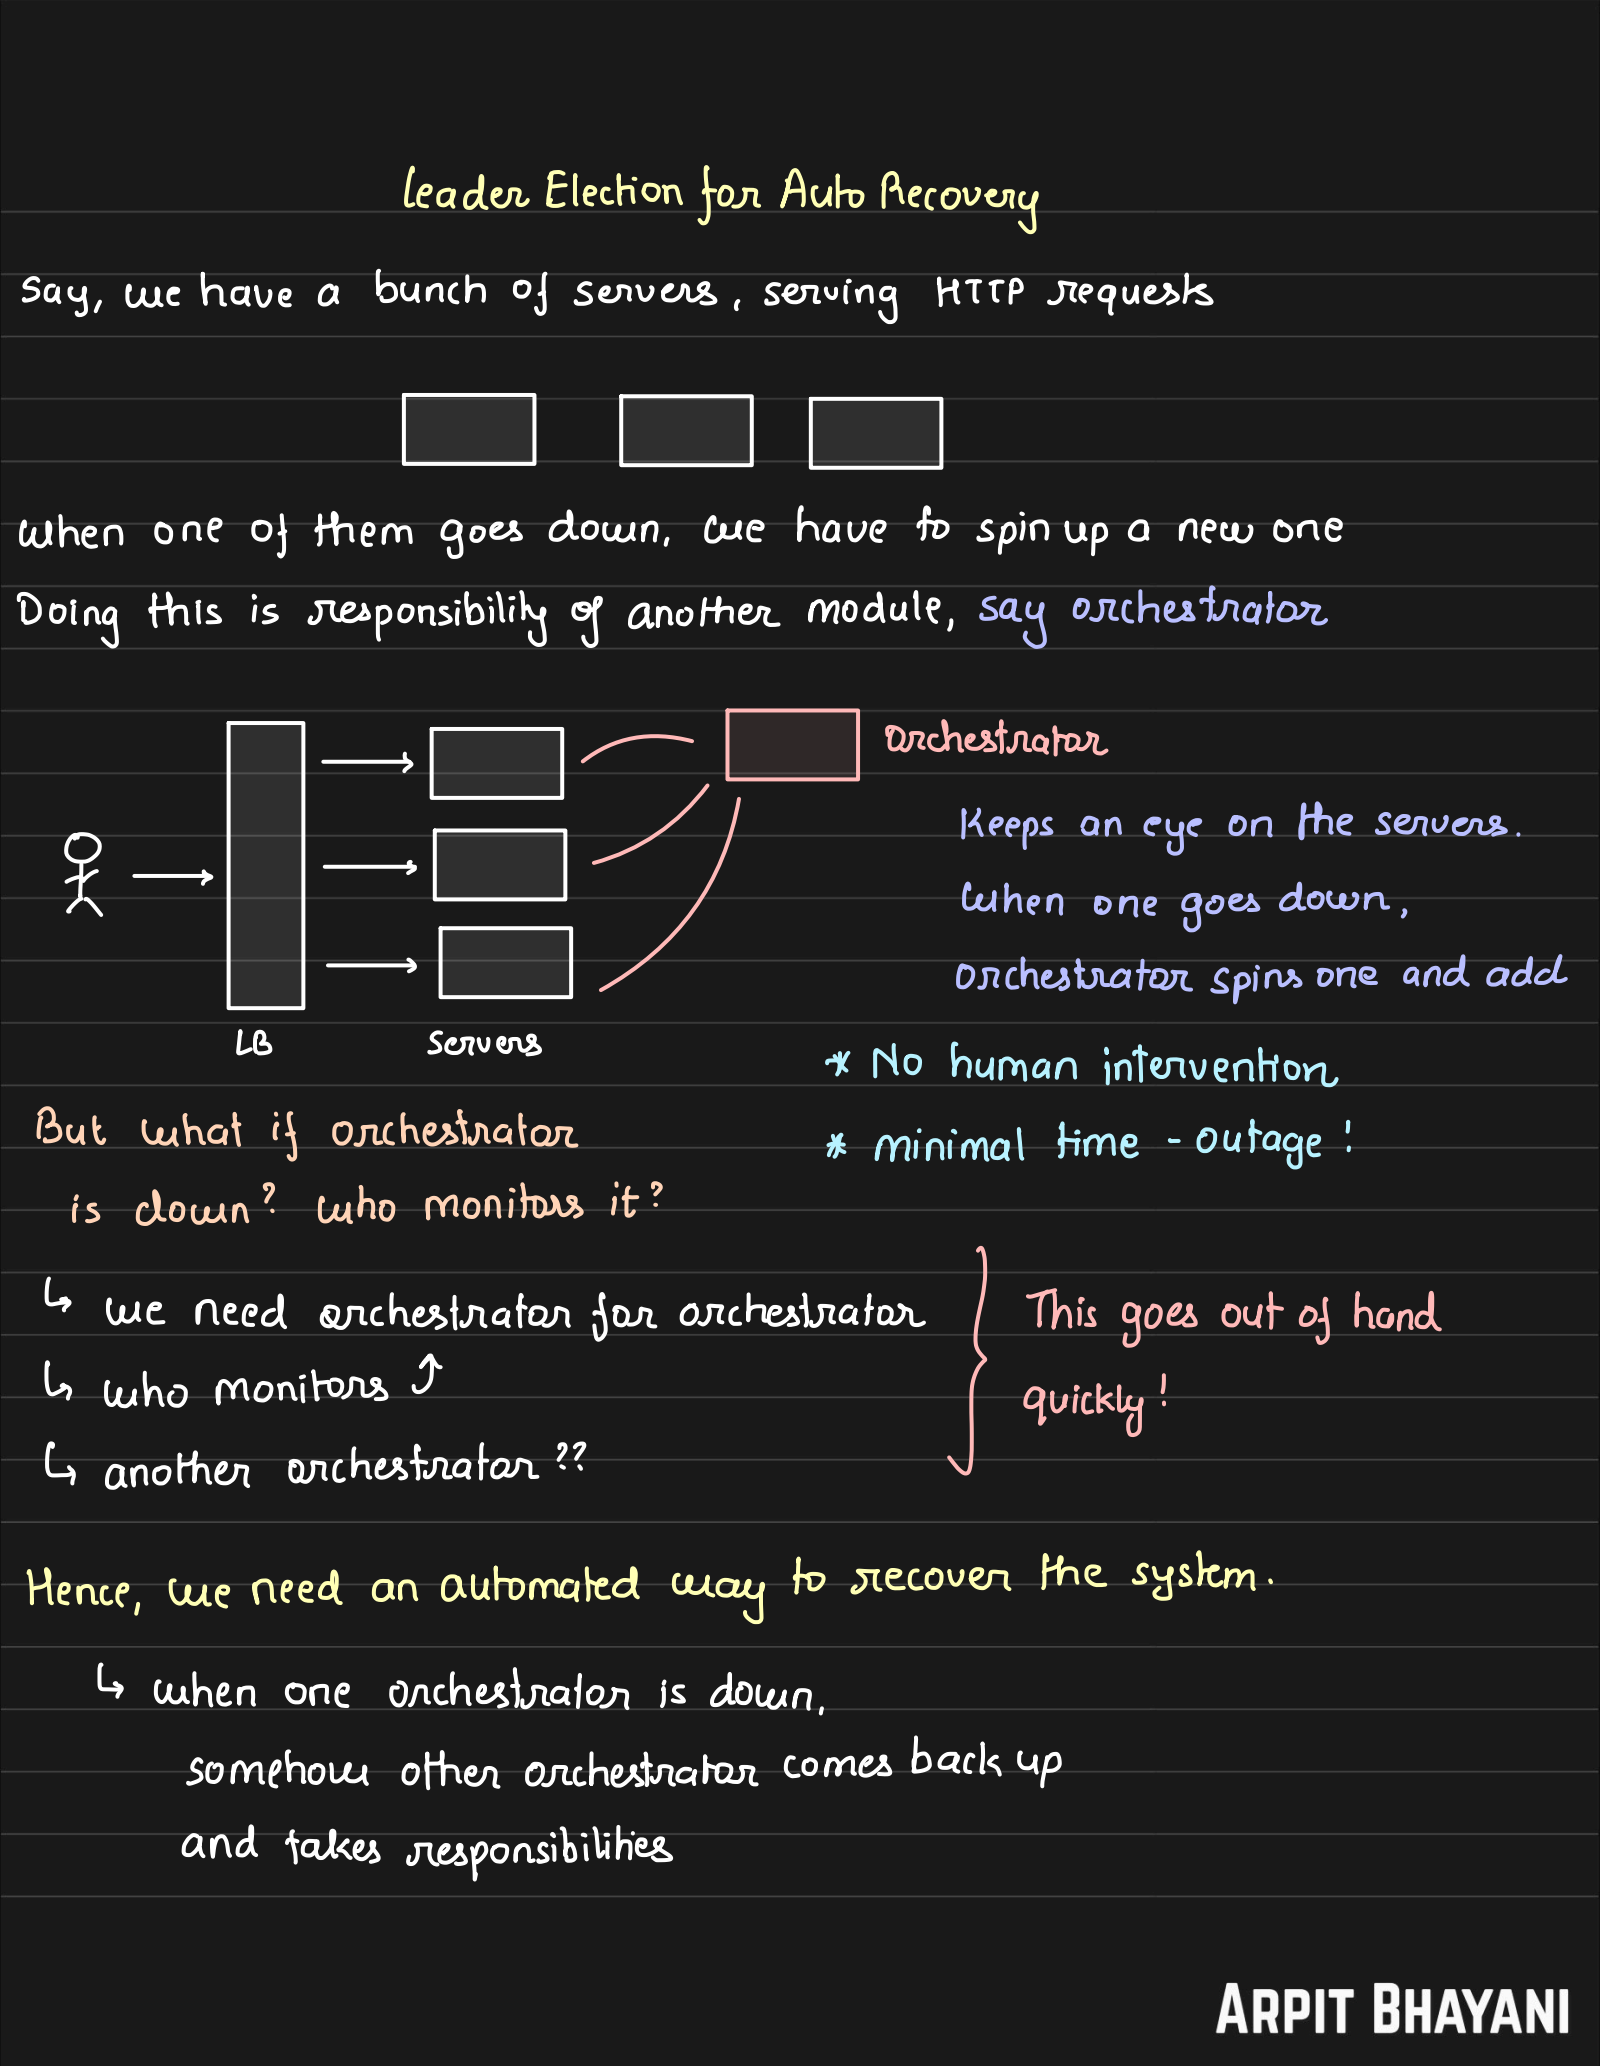 Leader Election for Auto Recovery
Say, we have a bunch of servers, serving HTTP requests
when one of them goes down, we have to spin up a new one
Doing this is responsibility of another module, say orchestrator
Orchestrator
Keeps an eye on the servers.
When one goes down,
orchestrator spins one and add
LB
Servers
* No human intervention
* minimal time - outage!
But what if orchestrator
is down? who monitors it?
↳ we need orchestrator for orchestrator
↳ who monitors ⤴
↳ another orchestrator ??
This goes out of hand
quickly!
Hence, we need an automated way to recover the system.
↳ when one orchestrator is down,
somehow other orchestrator comes back up
and takes responsibilities
ARPIT BHAYANI